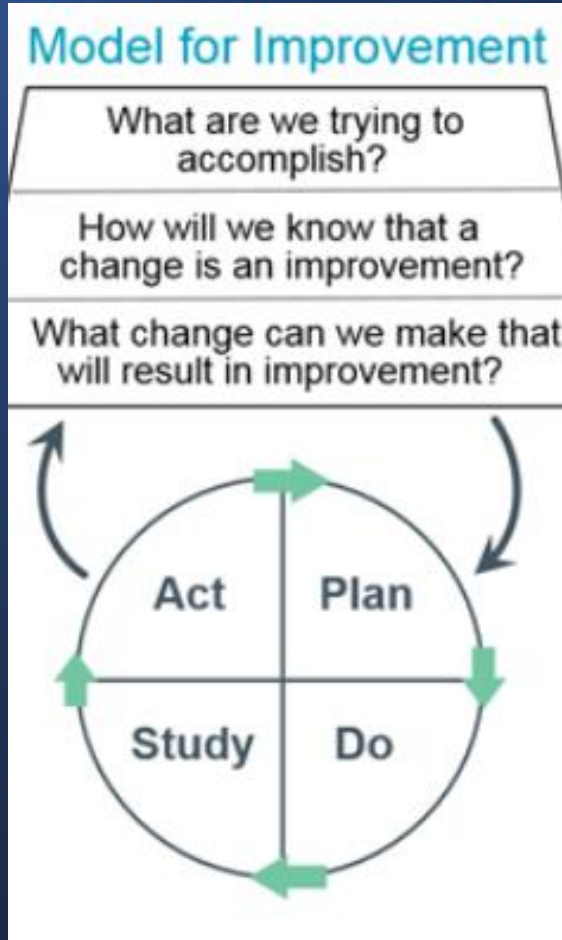 Model for Improvement
What are we trying to
accomplish?
How will we know that a
change is an improvement?
What change can we make that
will result in improvement?
Act
Plan
Study
Do